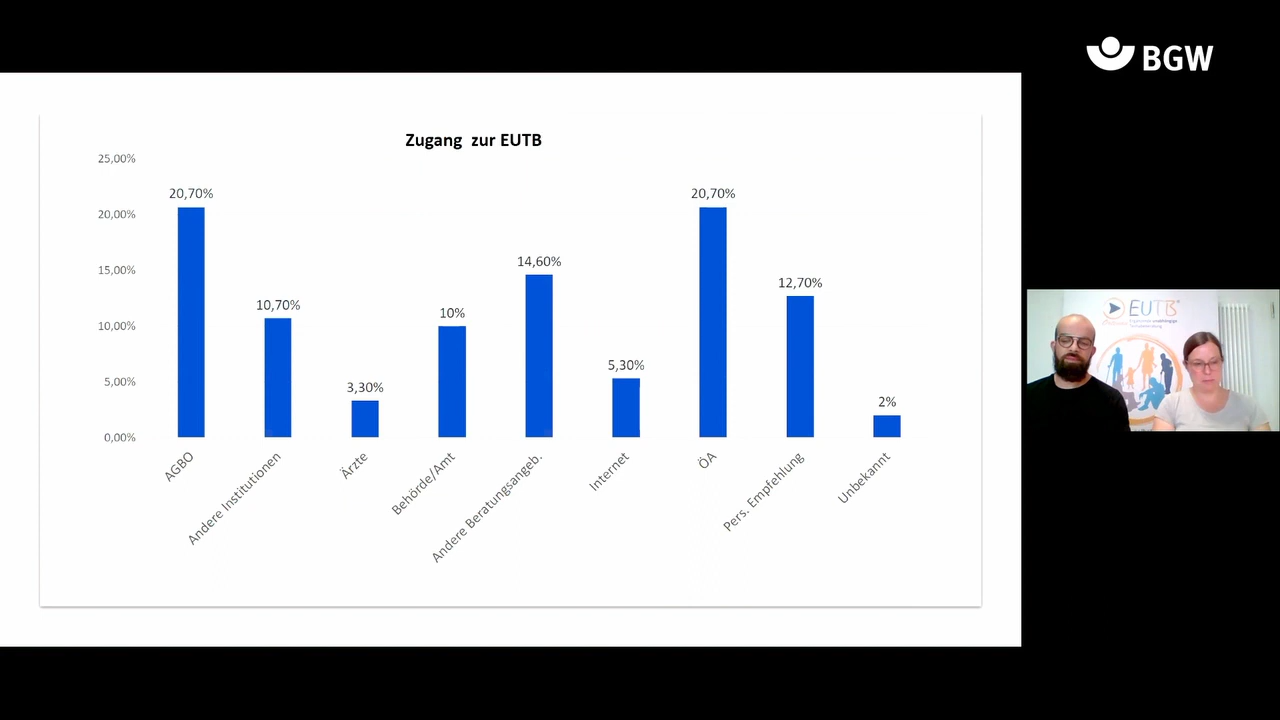 BGW
Zugang zur EUTB
25,00%
20,00%
15,00%
10,00%
5,00%
0,00%
20,70%
10,70%
3,30%
10%
14,60%
5,30%
20,70%
12,70%
2%
AGBO
Andere Institutionen
Ärzte
Behörde/Amt
Andere Beratungsangeb.
Internet
ÖA
Pers. Empfehlung
Unbekannt
EUTB